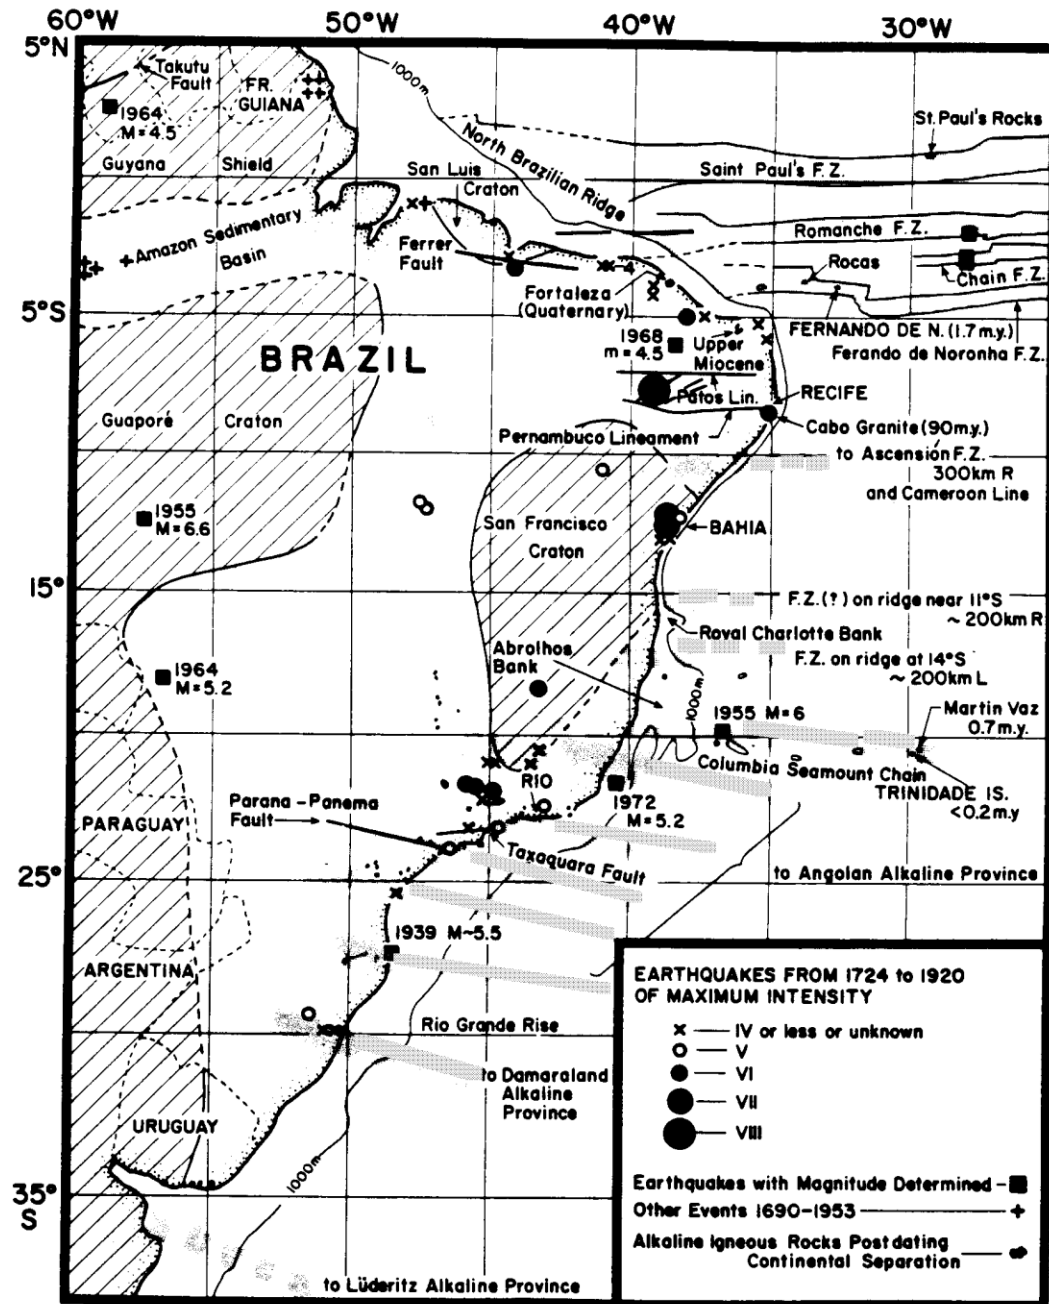 60°W
50°W
40°W
30°W
5°N
Takutu
Fault
FR.
GUIANA
1964
M=4.5
Guyana Shield
1000m
North Brazilian Ridge
St. Paul's Rocks
Saint Paul's F.Z.
San Luis
Craton
Amazon Sedimentary
Basin
Ferrer
Fault
Romanche F.Z.
Rocas
Chain F.Z.
5°S
Fortaleza
(Quaternary)
4
FERNANDO DE N. (1.7 m.y.)
Ferando de Noronha F.Z.
BRAZIL
1968
m=4.5
Upper
Miocene
Patos Lin.
RECIFE
Guaporé Craton
Pernambuco Lineament
Cabo Granite (90m.y.)
to Ascension F.Z.
300km R
and Cameroon Line
1955
M=6.6
San Francisco
Craton
BAHIA
15°
F.Z.(?) on ridge near 11°S
~200km R
Royal Charlotte Bank
Abrolhos
Bank
F.Z. on ridge at 14°S
~200km L
1964
M=5.2
1000m
1955 M=6
Martin Vaz
0.7m.y.
Columbia Seamount Chain
TRINIDADE IS.
<0.2m.y
RIO
1972
M=5.2
Parana-Panema
Fault
PARAGUAY
Taxaquara Fault
25°
to Angolan Alkaline Province
1939 M~5.5
ARGENTINA
Rio Grande Rise
to Damaraland
Alkaline
Province
URUGUAY
1000m
35°
S
to Lüderitz Alkaline Province
EARTHQUAKES FROM 1724 to 1920
OF MAXIMUM INTENSITY
IV or less or unknown
V
VI
VII
VIII
Earthquakes with Magnitude Determined
Other Events 1690-1953
Alkaline Igneous Rocks Postdating
Continental Separation